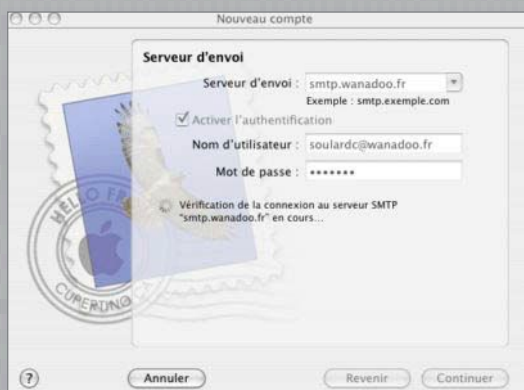 Nouveau compte
Serveur d'envoi
Serveur d'envoi : smtp.wanadoo.fr
Exemple : smtp.exemple.com
Activer l'authentification
Nom d'utilisateur : soulardc@wanadoo.fr
Mot de passe : •••••••
Vérification de la connexion au serveur SMTP
"smtp.wanadoo.fr" en cours...
HELLO FR
CUPERTINO
? Annuler Revenir Continuer